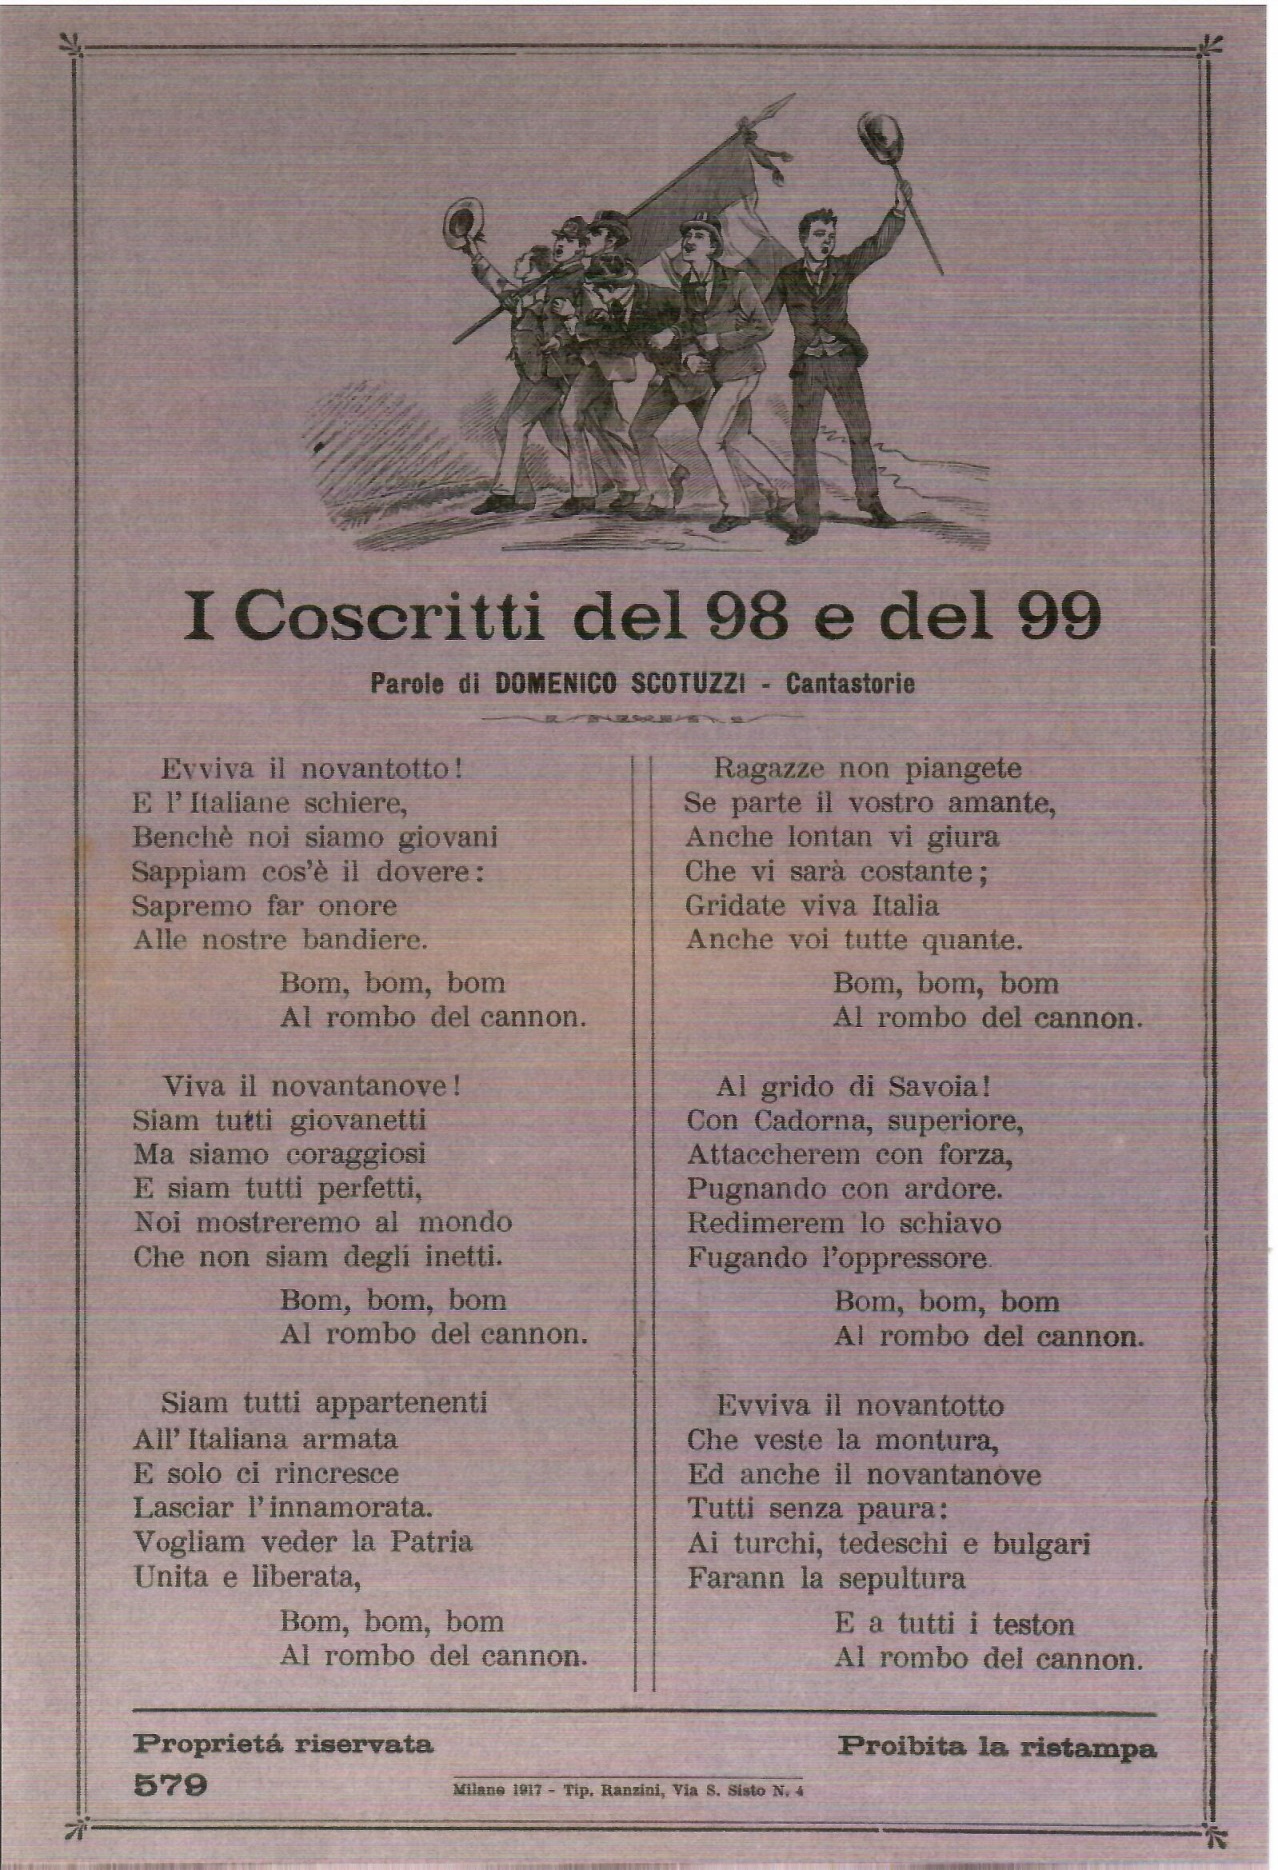 I Coscritti del 98 e del 99
Parole di DOMENICO SCOTUZZI - Cantastorie
Evviva il novantotto!
E l'Italiane schiere,
Benchè noi siamo giovani
Sappiam cos'è il dovere:
Sapremo far onore
Alle nostre bandiere.
Bom, bom, bom
Al rombo del cannon.
Viva il novantanove!
Siam tutti giovanetti
Ma siamo coraggiosi
E siam tutti perfetti,
Noi mostreremo al mondo
Che non siam degli inetti.
Bom, bom, bom
Al rombo del cannon.
Siam tutti appartenenti
All'Italiana armata
E solo ci rincresce
Lasciar l'innamorata.
Vogliam veder la Patria
Unita e liberata,
Bom, bom, bom
Al rombo del cannon.
Ragazze non piangete
Se parte il vostro amante,
Anche lontan vi giura
Che vi sarà costante;
Gridate viva Italia
Anche voi tutte quante.
Bom, bom, bom
Al rombo del cannon.
Al grido di Savoia!
Con Cadorna, superiore,
Attaccherem con forza,
Pugnando con ardore.
Redimerem lo schiavo
Fugando l'oppressore.
Bom, bom, bom
Al rombo del cannon.
Evviva il novantotto
Che veste la montura,
Ed anche il novantanove
Tutti senza paura:
Ai turchi, tedeschi e bulgari
Farann la sepultura
E a tutti i teston
Al rombo del cannon.
Proprietá riservata
Proibita la ristampa
579
Milano 1917 - Tip. Ranzini, Via S. Sisto N. 4